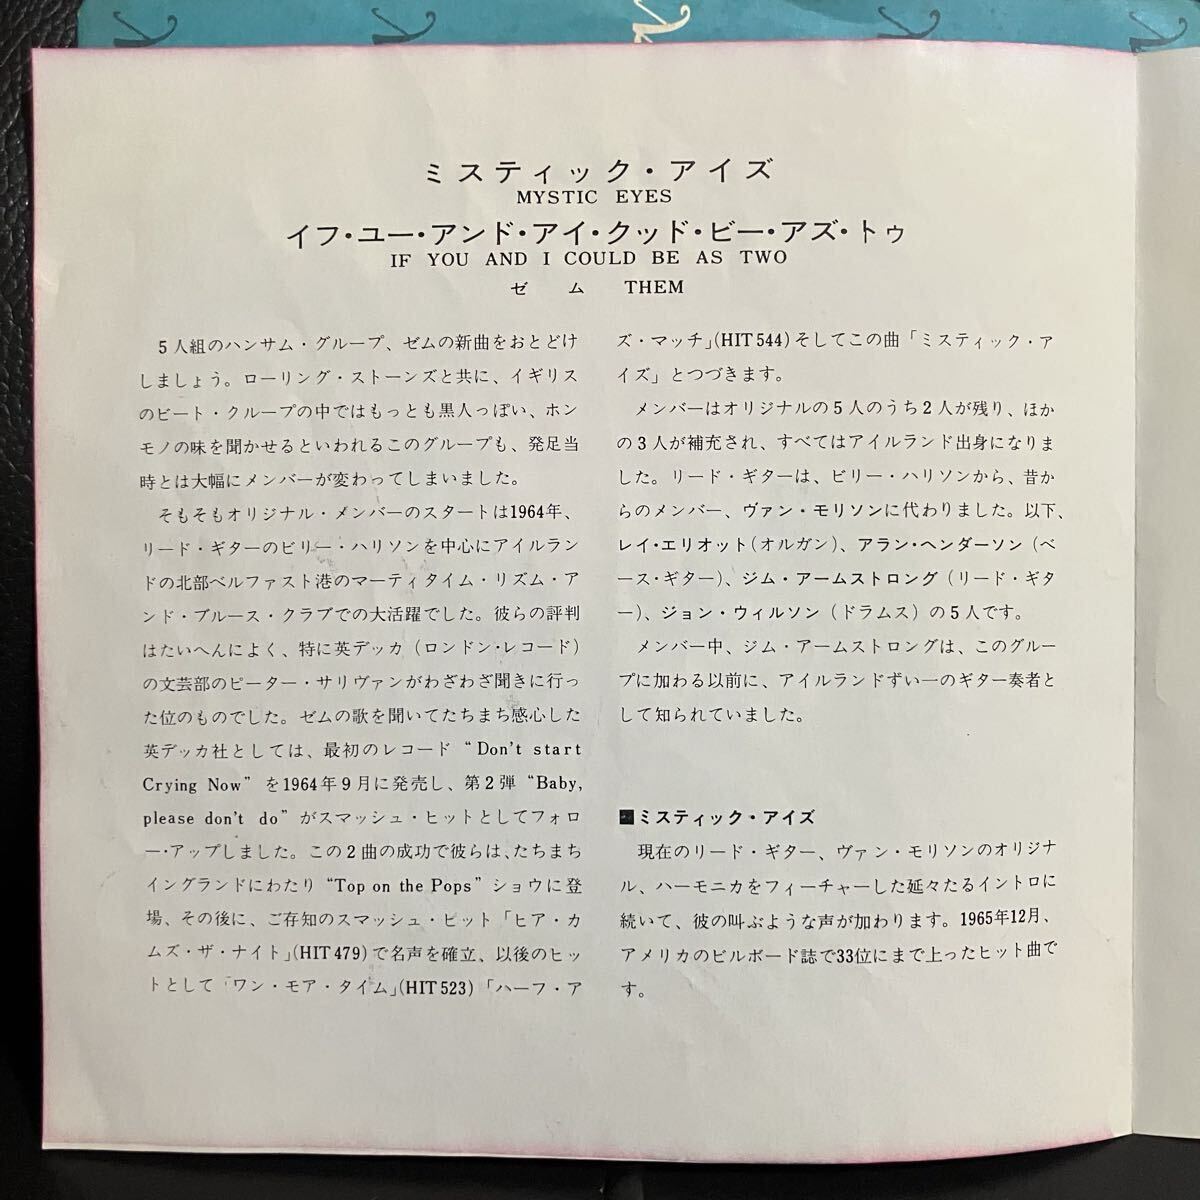 ミスティック・アイズ
MYSTIC EYES
イフ・ユー・アンド・アイ・クッド・ビー・アズ・トゥ
IF YOU AND I COULD BE AS TWO
ゼム THEM
5人組のハンサム・グループ、ゼムの新曲をおとどけ
しましょう。ローリング・ストーンズと共に、イギリス
のビート・クループの中ではもっとも黒人っぽい、ホン
モノの味を聞かせるといわれるこのグループも、発足当
時とは大幅にメンバーが変わってしまいました。
そもそもオリジナル・メンバーのスタートは1964年、
リード・ギターのビリー・ハリソンを中心にアイルラン
ドの北部ベルファスト港のマーティタイム・リズム・ア
ンド・ブルース・クラブでの大活躍でした。彼らの評判
はたいへんによく、特に英デッカ（ロンドン・レコード）
の文芸部のピーター・サリヴァンがわざわざ聞きに行っ
た位のものでした。ゼムの歌を聞いてたちまち感心した
英デッカ社としては、最初のレコード “Don't start
Crying Now” を1964年9月に発売し、第2弾 “Baby,
please don't do” がスマッシュ・ヒットとしてフォロ
ー・アップしました。この2曲の成功で彼らは、たちまち
イングランドにわたり “Top on the Pops” ショウに登
場、その後に、ご存知のスマッシュ・ヒット「ヒア・カ
ムズ・ザ・ナイト」(HIT479)で名声を確立、以後のヒッ
トとして「ワン・モア・タイム」(HIT523)「ハーフ・ア
ズ・マッチ」(HIT544)そしてこの曲「ミスティック・ア
イズ」とつづきます。
メンバーはオリジナルの5人のうち2人が残り、ほか
の3人が補充され、すべてはアイルランド出身になりま
した。リード・ギターは、ビリー・ハリソンから、昔か
らのメンバー、ヴァン・モリソンに代わりました。以下、
レイ・エリオット(オルガン)、アラン・ヘンダーソン（ベ
ース・ギター)、ジム・アームストロング（リード・ギタ
ー)、ジョン・ウィルソン（ドラムス）の5人です。
メンバー中、ジム・アームストロングは、このグルー
プに加わる以前に、アイルランドずい一のギター奏者と
して知られていました。
■ミスティック・アイズ
現在のリード・ギター、ヴァン・モリソンのオリジナ
ル、ハーモニカをフィーチャーした延々たるイントロに
続いて、彼の叫ぶような声が加わります。1965年12月、
アメリカのビルボード誌で33位にまで上ったヒット曲で
す。